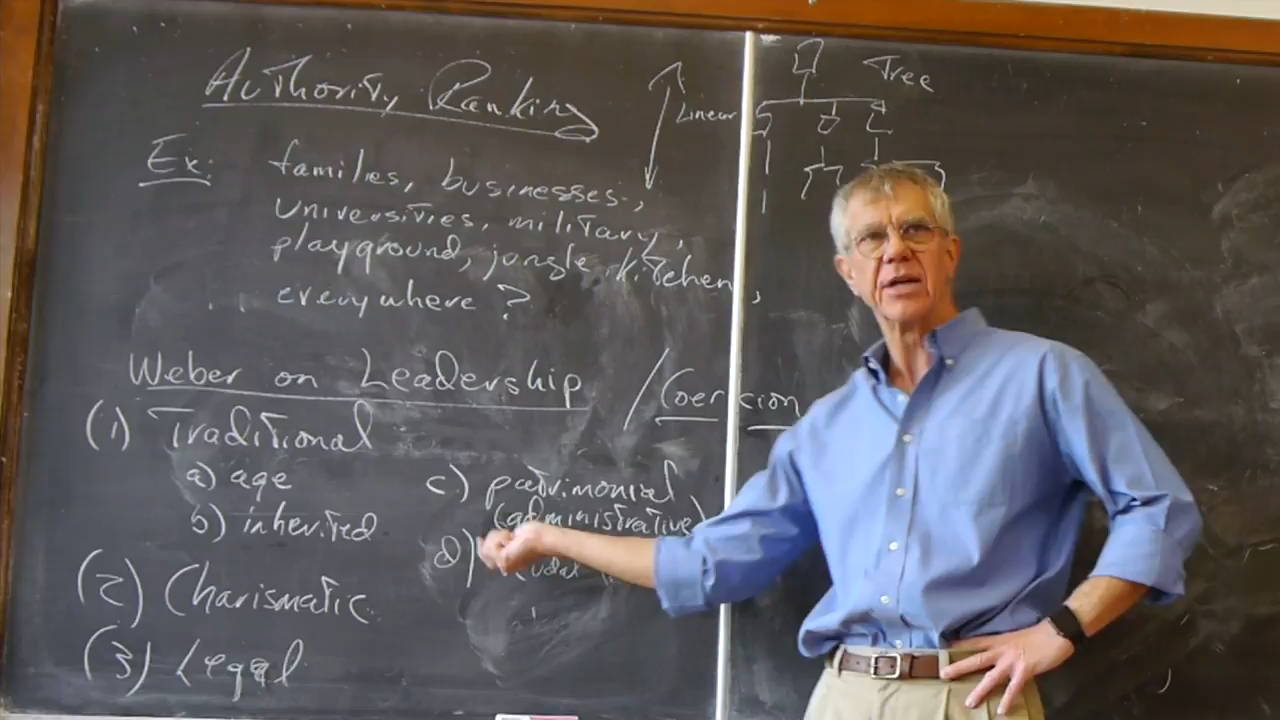 Authority Ranking
Linear
Tree
Ex: families, businesses,
Universities, military,
playground, jungle, kitchen,
everywhere?
Weber on Leadership / Coercion
(1) Traditional
a) age
b) inherited
c.) patrimonial
(administrative)
d)
(2) Charismatic
(3) Legal